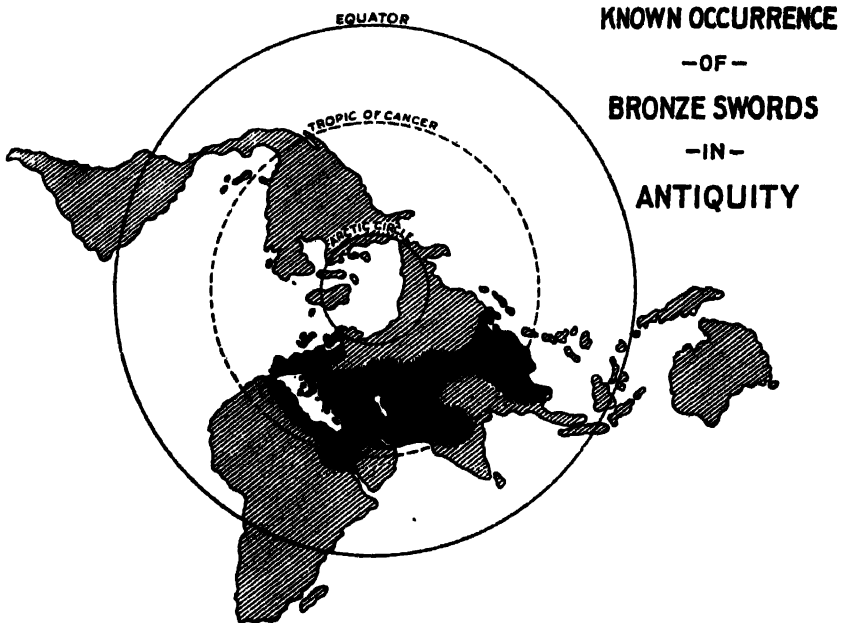 KNOWN OCCURRENCE
-OF-
BRONZE SWORDS
-IN-
ANTIQUITY
EQUATOR
TROPIC OF CANCER
ARCTIC CIRCLE